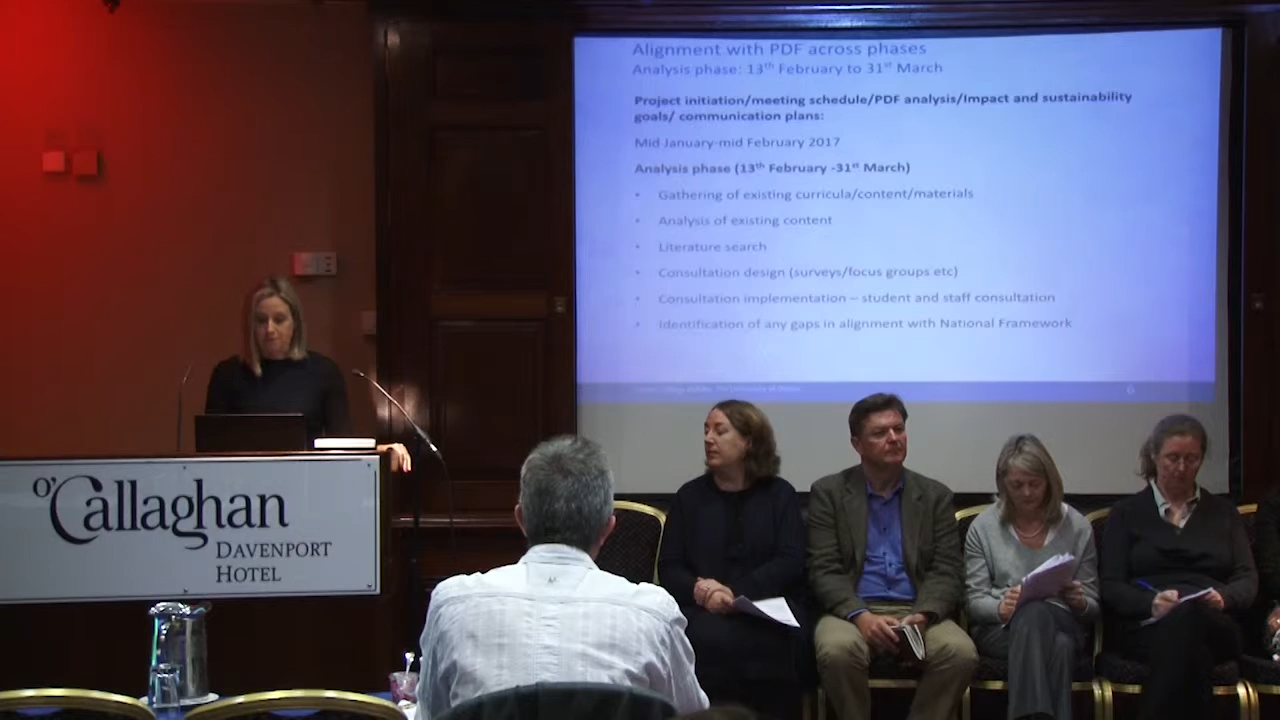 Alignment with PDF across phases
Analysis phase: 13th February to 31st March
Project initiation/meeting schedule/PDF analysis/Impact and sustainability
goals/ communication plans:
Mid January-mid February 2017
Analysis phase (13th February -31st March)
• Gathering of existing curricula/content/materials
• Analysis of existing content
• Literature search
• Consultation design (surveys/focus groups etc)
• Consultation implementation – student and staff consultation
• Identification of any gaps in alignment with National Framework
6
O'Callaghan
DAVENPORT
HOTEL